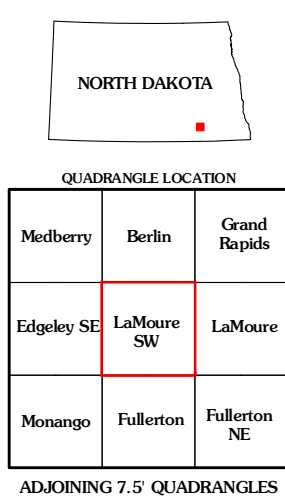 NORTH DAKOTA
QUADRANGLE LOCATION
Medberry
Berlin
Grand
Rapids
Edgeley SE
LaMoure
SW
LaMoure
Monango
Fullerton
Fullerton
NE
ADJOINING 7.5' QUADRANGLES